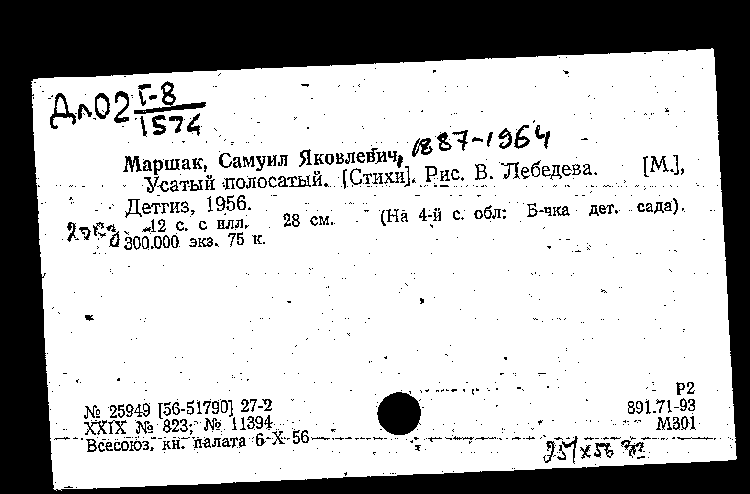 Дл02 Г-8
1574
Маршак, Самуил Яковлевич, 1887-1964
Усатый полосатый. [Стихи]. Рис. В. Лебедева. [М.],
Детгиз, 1956.
2экз 12 с. с илл. 28 см. (На 4-й с. обл: Б-чка дет. сада).
300.000 экз. 75 к.
№ 25949 [56-51790] 27-2
Р2
XXIX № 823; № 11394
891.71-93
Всесоюз. кн. палата 6-X-56
М301